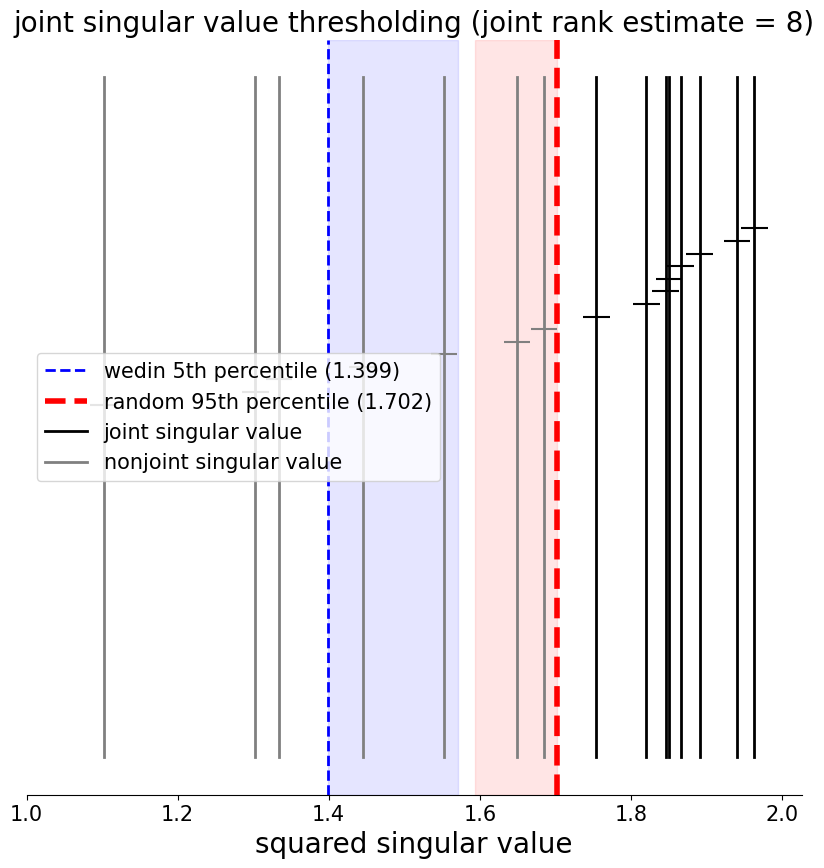 joint singular value thresholding (joint rank estimate = 8)
wedin 5th percentile (1.399)
random 95th percentile (1.702)
joint singular value
nonjoint singular value
1.0 1.2 1.4 1.6 1.8 2.0
squared singular value